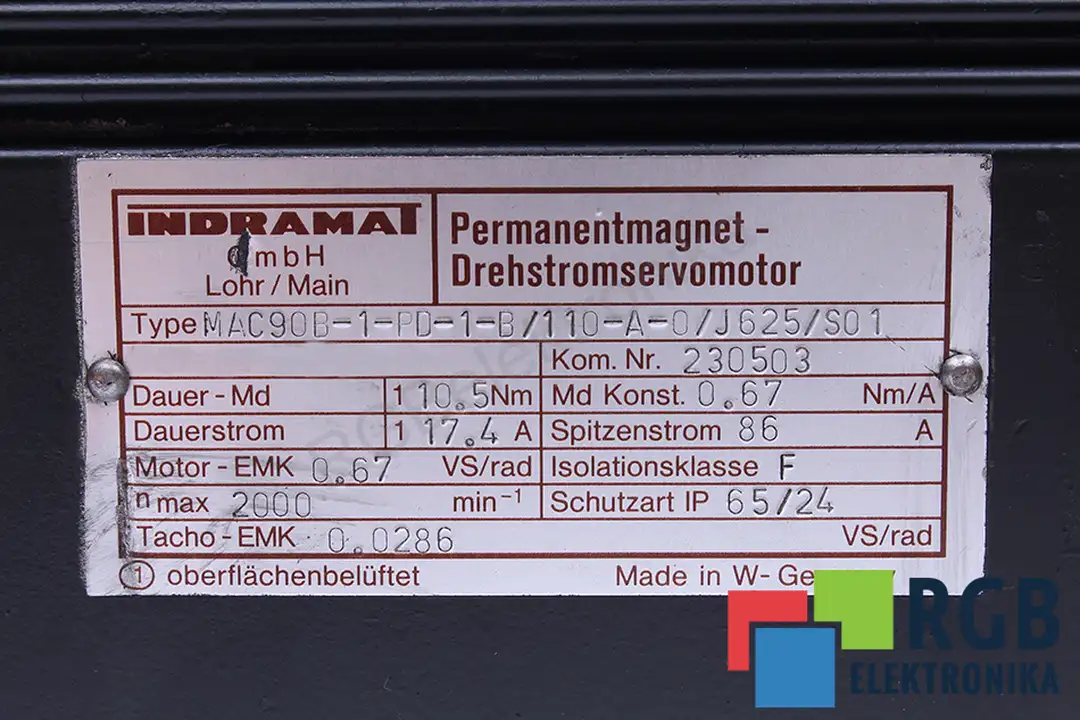 INDRAMAT
GmbH
Lohr / Main
Permanentmagnet -
Drehstromservomotor
Type MAC90B-1-PD-1-B/110-A-0/J625/S01
Kom. Nr. 230503
Dauer - Md 1 10.5 Nm Md Konst. 0.67 Nm/A
Dauerstrom 1 17.4 A Spitzenstrom 86 A
Motor - EMK 0.67 VS/rad Isolationsklasse F
n max 2000 min⁻¹ Schutzart IP 65/24
Tacho - EMK 0.0286 VS/rad
① oberflächenbelüftet Made in W-
RGB
ELEKTRONIKA